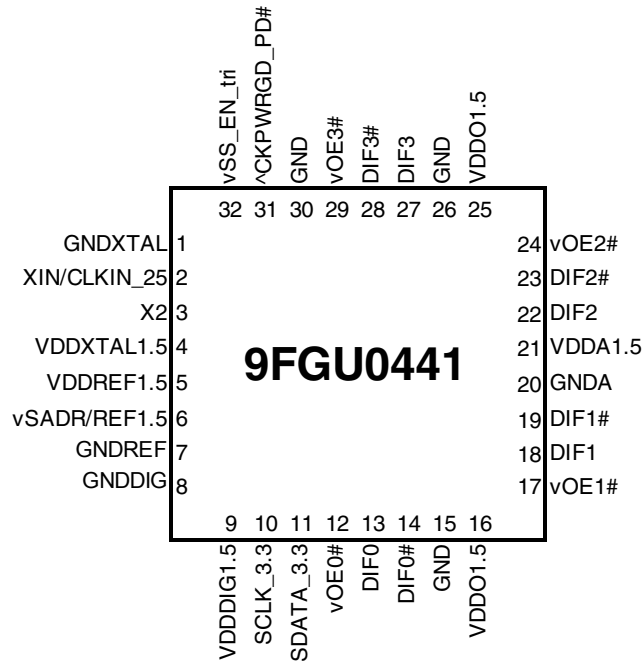 vSS_EN_tri
^CKPWRGD_PD#
GND
vOE3#
DIF3#
DIF3
GND
VDDO1.5
32 31 30 29 28 27 26 25
GNDXTAL 1
XIN/CLKIN_25 2
X2 3
VDDXTAL1.5 4
VDDREF1.5 5
vSADR/REF1.5 6
GNDREF 7
GNDDIG 8
9FGU0441
24 vOE2#
23 DIF2#
22 DIF2
21 VDDA1.5
20 GNDA
19 DIF1#
18 DIF1
17 vOE1#
9 10 11 12 13 14 15 16
VDDDIG1.5
SCLK_3.3
SDATA_3.3
vOE0#
DIF0
DIF0#
GND
VDDO1.5